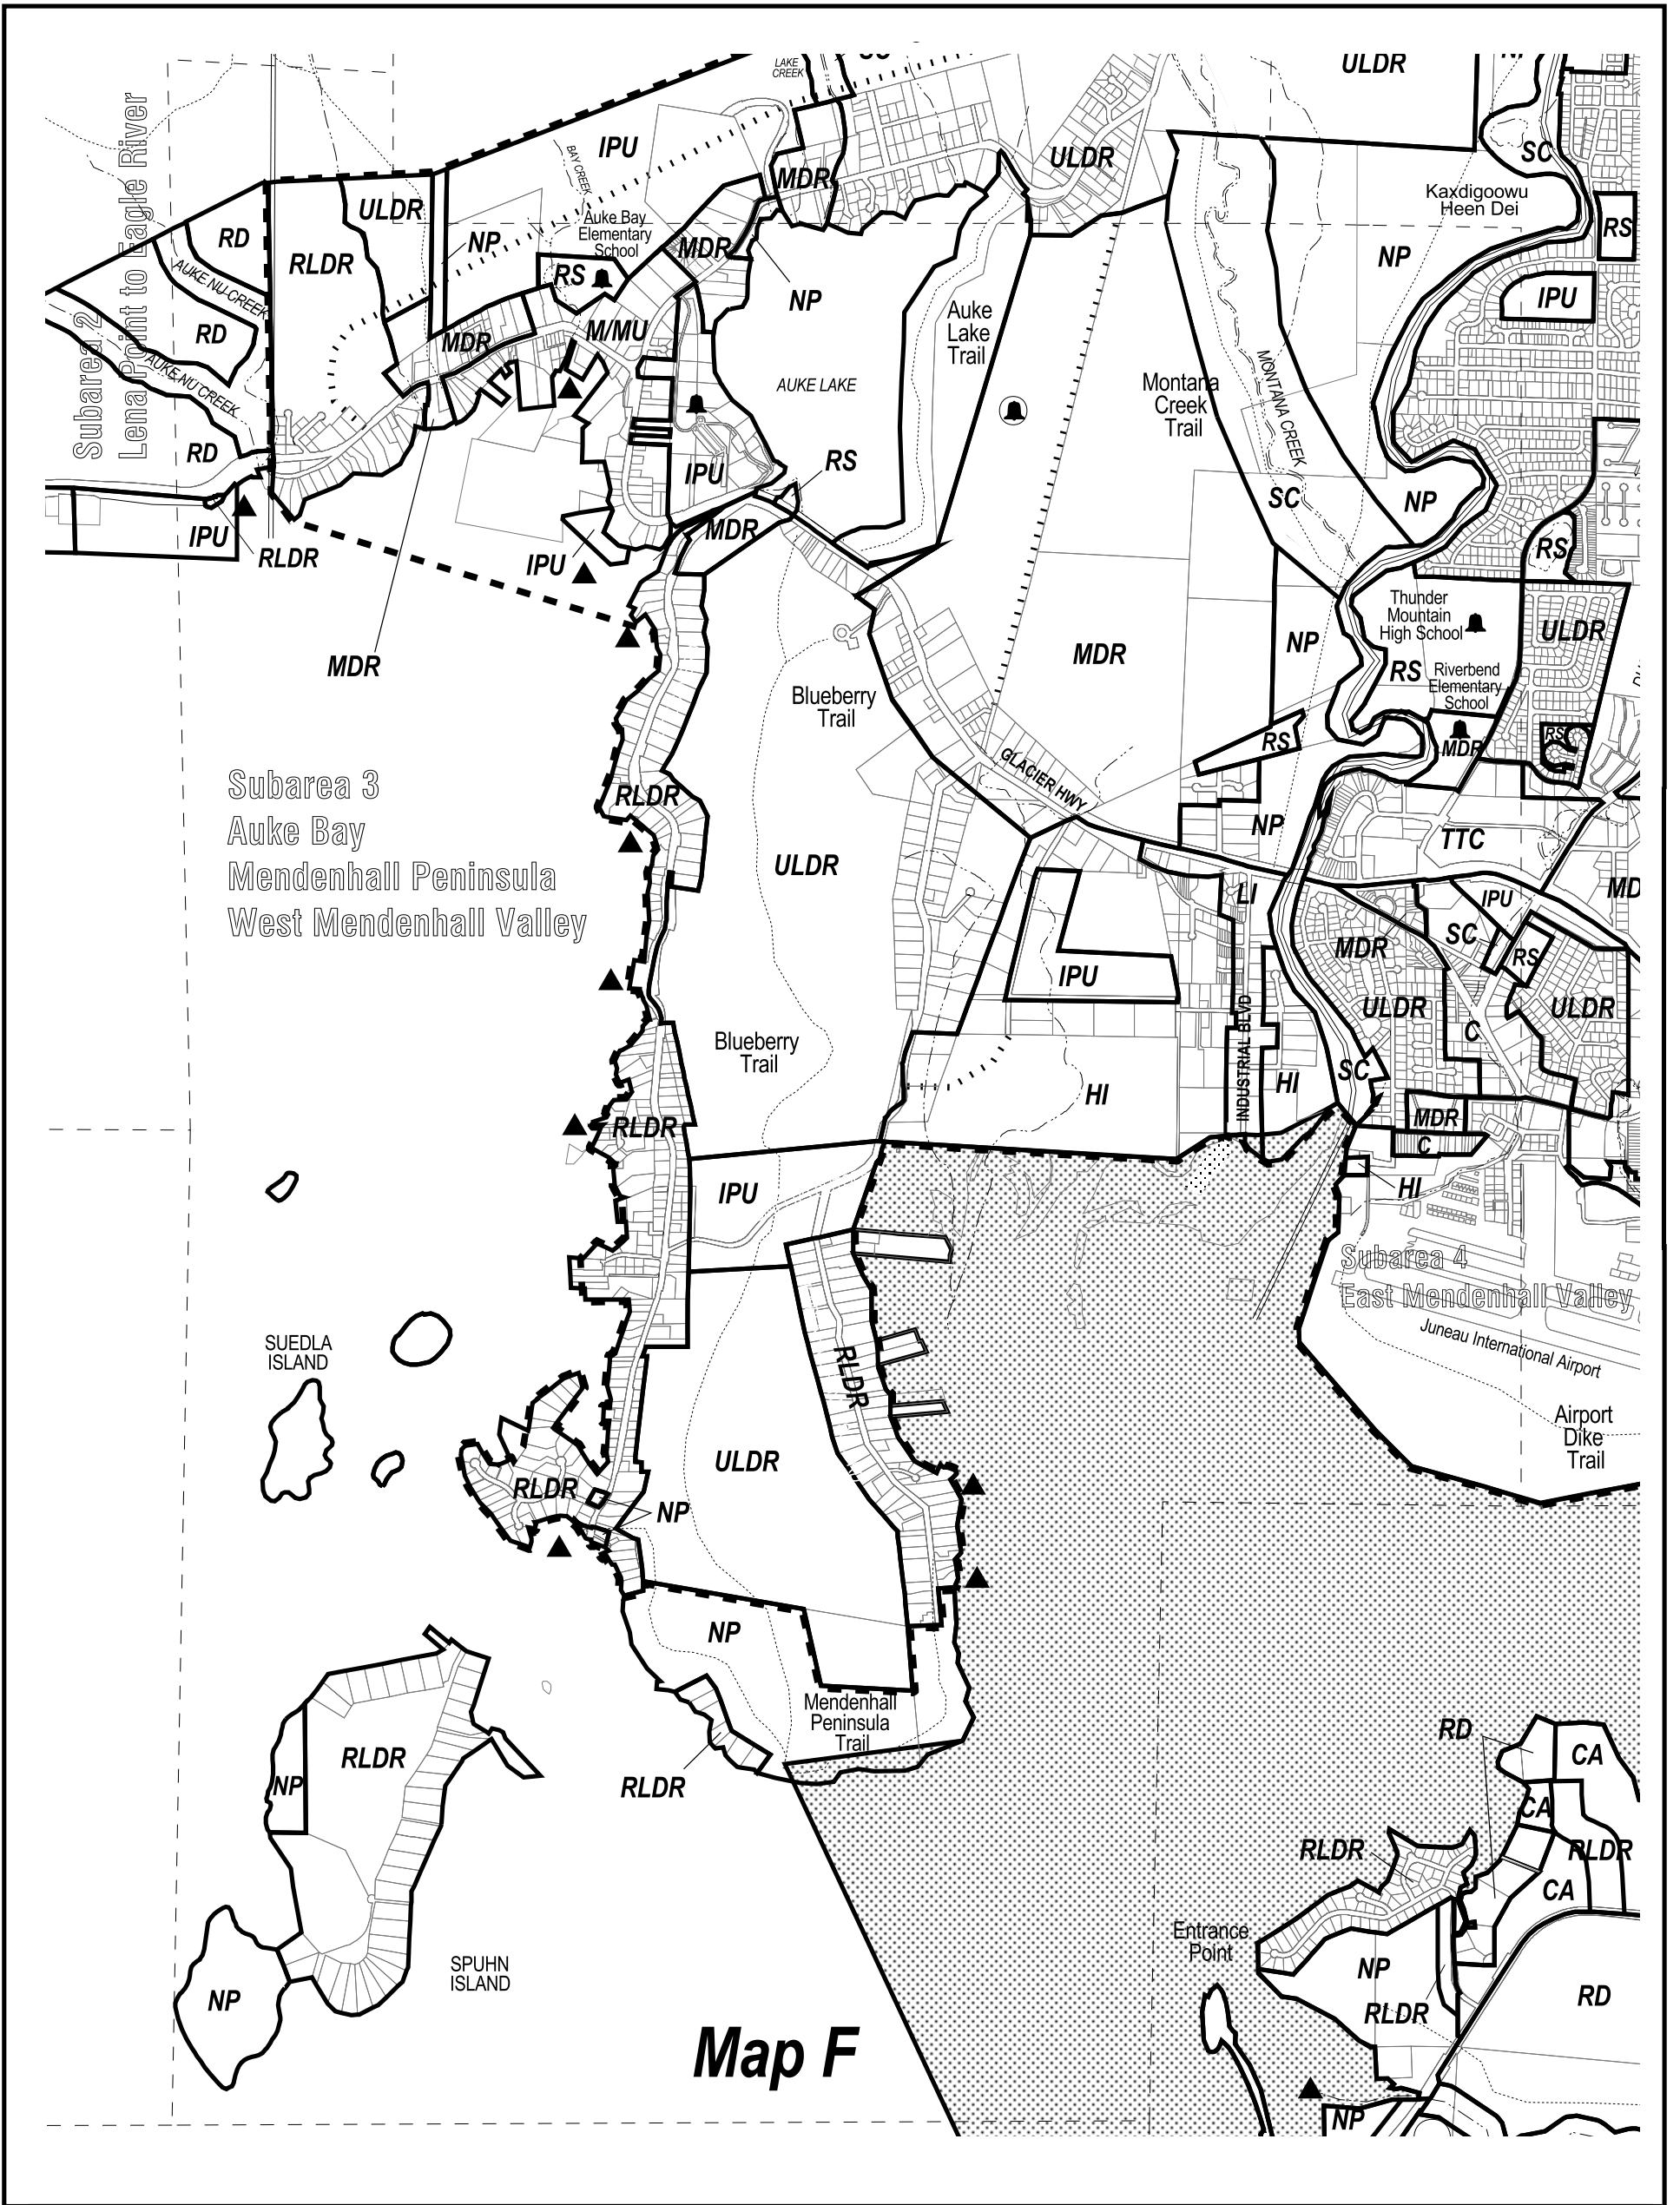 LAKE
CREEK
ULDR
IPU
BAY CREEK
MDR
ULDR
SC
Kaxdigoowu
Heen Dei
RS
Subarea 2
Lena Point to Eagle River
RD
AUKE NU CREEK
RLDR
ULDR
NP
Auke Bay
Elementary
School
RS
MDR
NP
NP
IPU
RD
AUKE NU CREEK
MDR
M/MU
AUKE LAKE
Auke
Lake
Trail
Montana
Creek
Trail
MONTANA CREEK
RD
IPU
RLDR
IPU
RS
MDR
IPU
SC
NP
RS
MDR
MDR
NP
Thunder
Mountain
High School
RS
Riverbend
Elementary
School
ULDR
Blueberry
Trail
RS
MDR
RS
Subarea 3
Auke Bay
Mendenhall Peninsula
West Mendenhall Valley
RLDR
GLACIER HWY
NP
TTC
ULDR
LI
IPU
MD
SC
MDR
RS
IPU
ULDR
C
ULDR
Blueberry
Trail
INDUSTRIAL BLVD
HI
HI
SC
RLDR
MDR
C
IPU
HI
Subarea 4
East Mendenhall Valley
Juneau International Airport
SUEDLA
ISLAND
RLDR
Airport
Dike
Trail
ULDR
RLDR
NP
NP
Mendenhall
Peninsula
Trail
RLDR
RLDR
NP
SPUHN
ISLAND
NP
RD
CA
CA
RLDR
RLDR
CA
Entrance
Point
NP
RLDR
RD
NP
Map F